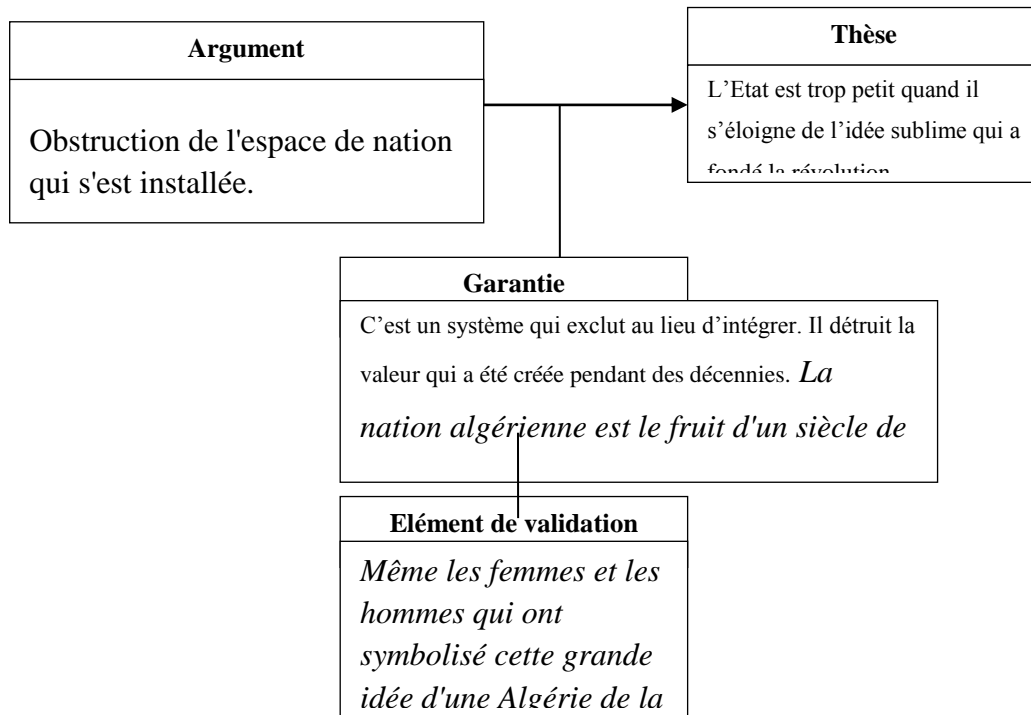 Argument
Obstruction de l'espace de nation
qui s'est installée.
Thèse
L’Etat est trop petit quand il
s’éloigne de l’idée sublime qui a
fondé la révolution
Garantie
C’est un système qui exclut au lieu d’intégrer. Il détruit la
valeur qui a été créée pendant des décennies. La
nation algérienne est le fruit d'un siècle de
Elément de validation
Même les femmes et les
hommes qui ont
symbolisé cette grande
idée d'une Algérie de la